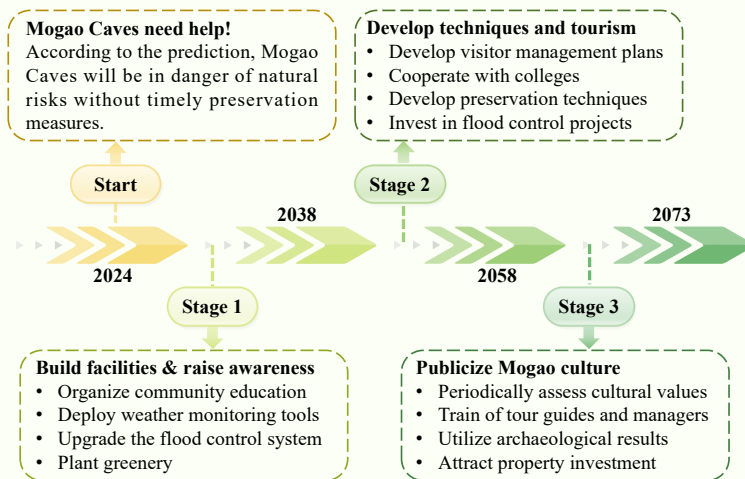 Mogao Caves need help!
According to the prediction, Mogao
Caves will be in danger of natural
risks without timely preservation
measures.
Develop techniques and tourism
• Develop visitor management plans
• Cooperate with colleges
• Develop preservation techniques
• Invest in flood control projects
Start
Stage 2
2024
2038
2058
2073
Stage 1
Stage 3
Build facilities & raise awareness
• Organize community education
• Deploy weather monitoring tools
• Upgrade the flood control system
• Plant greenery
Publicize Mogao culture
• Periodically assess cultural values
• Train of tour guides and managers
• Utilize archaeological results
• Attract property investment